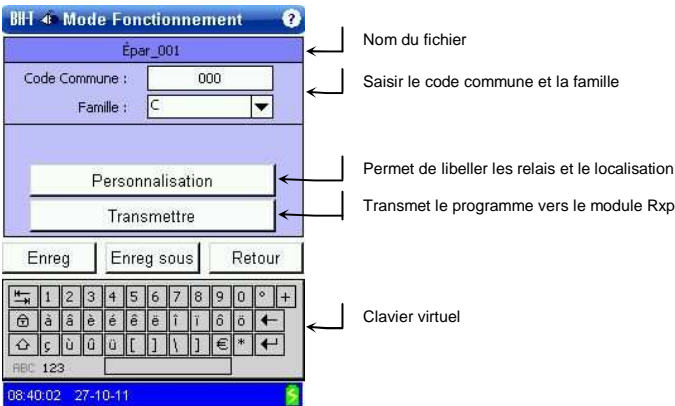 BH-T Mode Fonctionnement ?
Épar_001
Nom du fichier
Code Commune : 000
Saisir le code commune et la famille
Famille : C
Personnalisation
Permet de libeller les relais et le localisation
Transmettre
Transmet le programme vers le module Rxp
Enreg Enreg sous Retour
1 2 3 4 5 6 7 8 9 0 ° +
à â è é ê ë î ï ô ö
ç ù û ü [ ] \ ] € *
ABC 123
Clavier virtuel
08:40:02 27-10-11